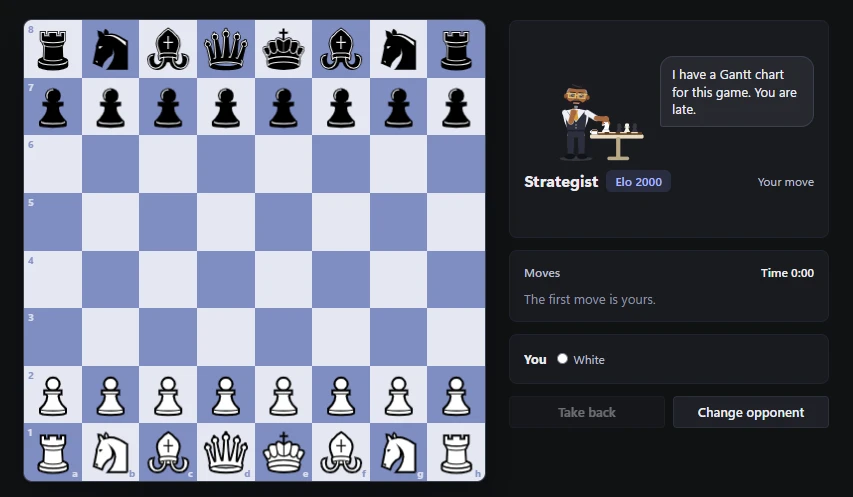 8
7
6
5
4
3
2
1
a
b
c
d
e
f
g
h
I have a Gantt chart
for this game. You are
late.
Strategist
Elo 2000
Your move
Moves
Time 0:00
The first move is yours.
You
White
Take back
Change opponent